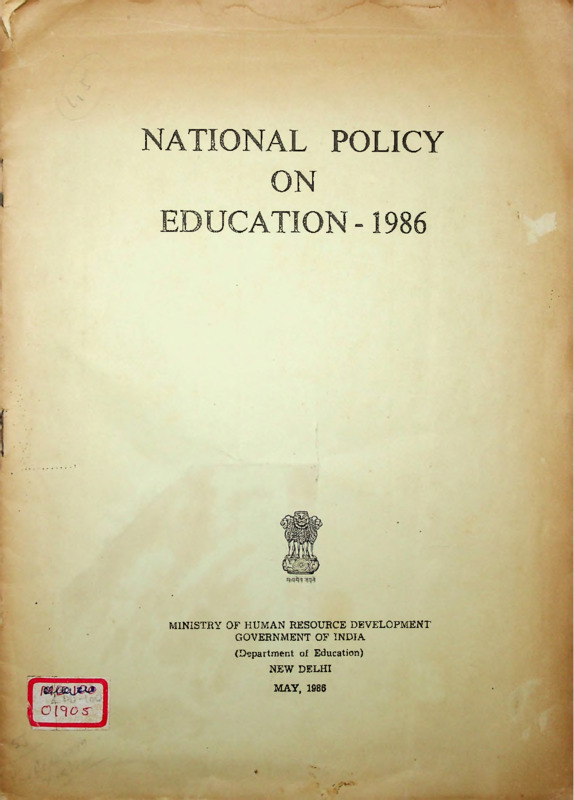 NATIONAL POLICY
ON
EDUCATION - 1986
सत्यमेव जयते
MINISTRY OF HUMAN RESOURCE DEVELOPMENT
GOVERNMENT OF INDIA
(Department of Education)
NEW DELHI
MAY, 1986
01905